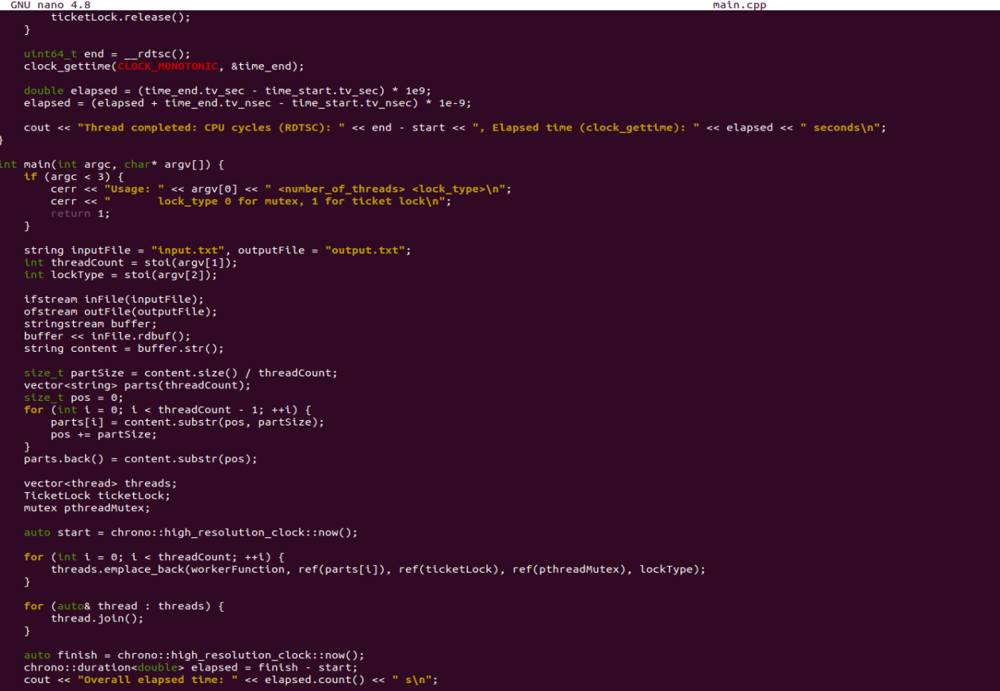 GNU nano 4.8 main.cpp
        ticketLock.release();
    }

    uint64_t end = __rdtsc();
    clock_gettime(CLOCK_MONOTONIC, &time_end);

    double elapsed = (time_end.tv_sec - time_start.tv_sec) * 1e9;
    elapsed = (elapsed + time_end.tv_nsec - time_start.tv_nsec) * 1e-9;

    cout << "Thread completed: CPU cycles (RDTSC): " << end - start << ", Elapsed time (clock_gettime): " << elapsed << " seconds\n";
}

int main(int argc, char* argv[]) {
    if (argc < 3) {
        cerr << "Usage: " << argv[0] << " <number_of_threads> <lock_type>\n";
        cerr << "       lock_type 0 for mutex, 1 for ticket lock\n";
        return 1;
    }

    string inputFile = "input.txt", outputFile = "output.txt";
    int threadCount = stoi(argv[1]);
    int lockType = stoi(argv[2]);

    ifstream inFile(inputFile);
    ofstream outFile(outputFile);
    stringstream buffer;
    buffer << inFile.rdbuf();
    string content = buffer.str();

    size_t partSize = content.size() / threadCount;
    vector<string> parts(threadCount);
    size_t pos = 0;
    for (int i = 0; i < threadCount - 1; ++i) {
        parts[i] = content.substr(pos, partSize);
        pos += partSize;
    }
    parts.back() = content.substr(pos);

    vector<thread> threads;
    TicketLock ticketLock;
    mutex pthreadMutex;

    auto start = chrono::high_resolution_clock::now();

    for (int i = 0; i < threadCount; ++i) {
        threads.emplace_back(workerFunction, ref(parts[i]), ref(ticketLock), ref(pthreadMutex), lockType);
    }

    for (auto& thread : threads) {
        thread.join();
    }

    auto finish = chrono::high_resolution_clock::now();
    chrono::duration<double> elapsed = finish - start;
    cout << "Overall elapsed time: " << elapsed.count() << " s\n";